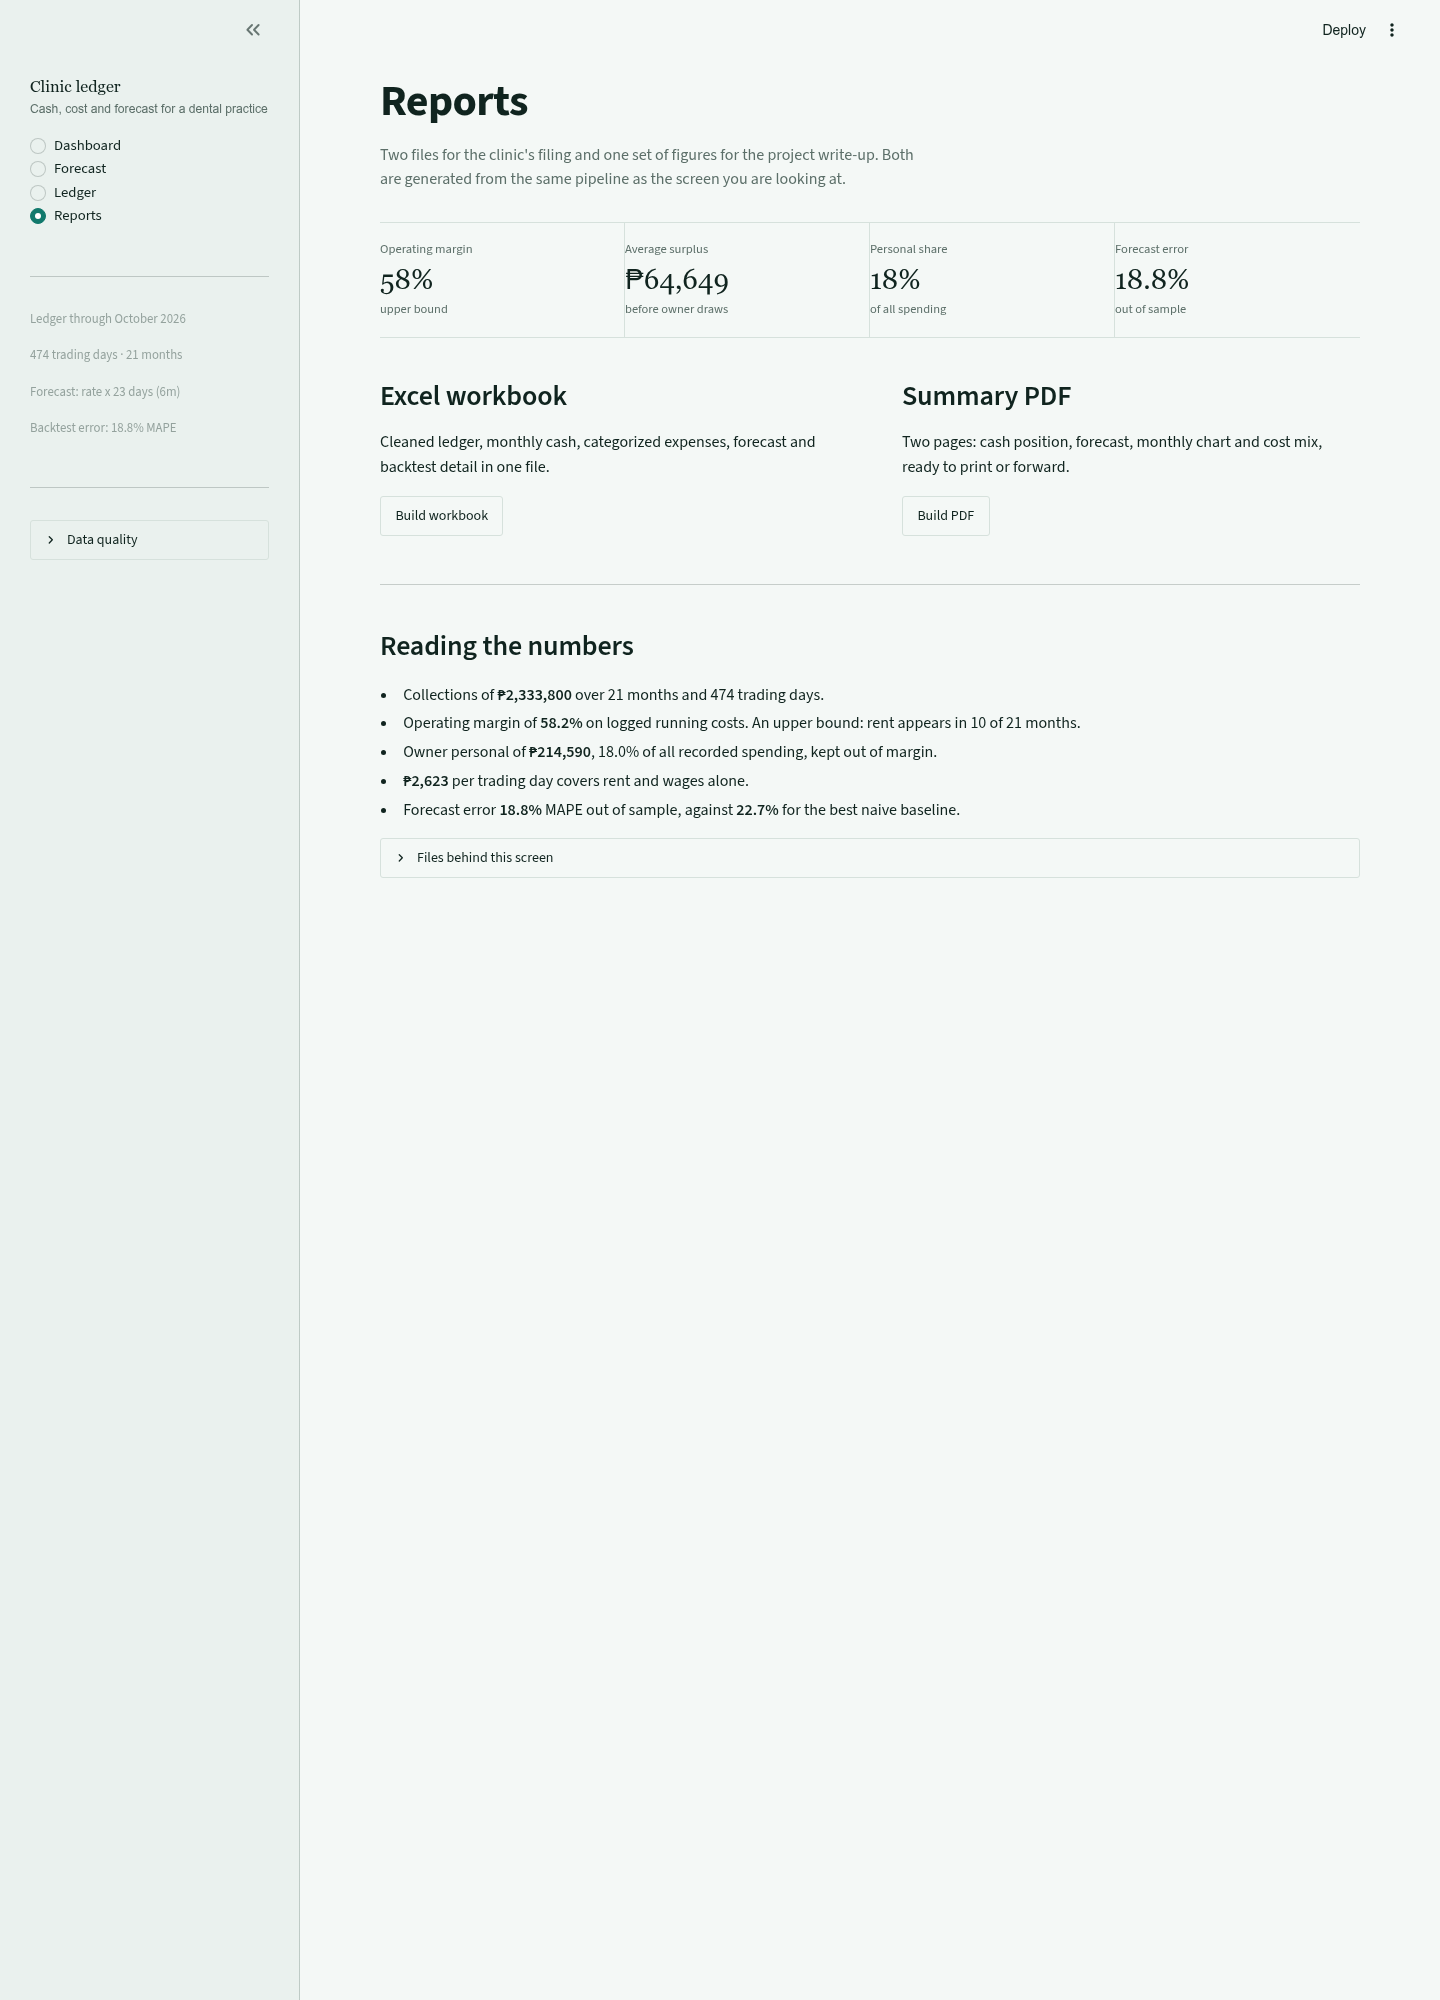 Deploy
Clinic ledger
Cash, cost and forecast for a dental practice
Dashboard
Forecast
Ledger
Reports
Ledger through October 2026
474 trading days · 21 months
Forecast: rate x 23 days (6m)
Backtest error: 18.8% MAPE
Data quality
Reports
Two files for the clinic's filing and one set of figures for the project write-up. Both
are generated from the same pipeline as the screen you are looking at.
Operating margin
58%
upper bound
Average surplus
₱64,649
before owner draws
Personal share
18%
of all spending
Forecast error
18.8%
out of sample
Excel workbook
Cleaned ledger, monthly cash, categorized expenses, forecast and
backtest detail in one file.
Build workbook
Summary PDF
Two pages: cash position, forecast, monthly chart and cost mix,
ready to print or forward.
Build PDF
Reading the numbers
• Collections of ₱2,333,800 over 21 months and 474 trading days.
• Operating margin of 58.2% on logged running costs. An upper bound: rent appears in 10 of 21 months.
• Owner personal of ₱214,590, 18.0% of all recorded spending, kept out of margin.
• ₱2,623 per trading day covers rent and wages alone.
• Forecast error 18.8% MAPE out of sample, against 22.7% for the best naive baseline.
Files behind this screen